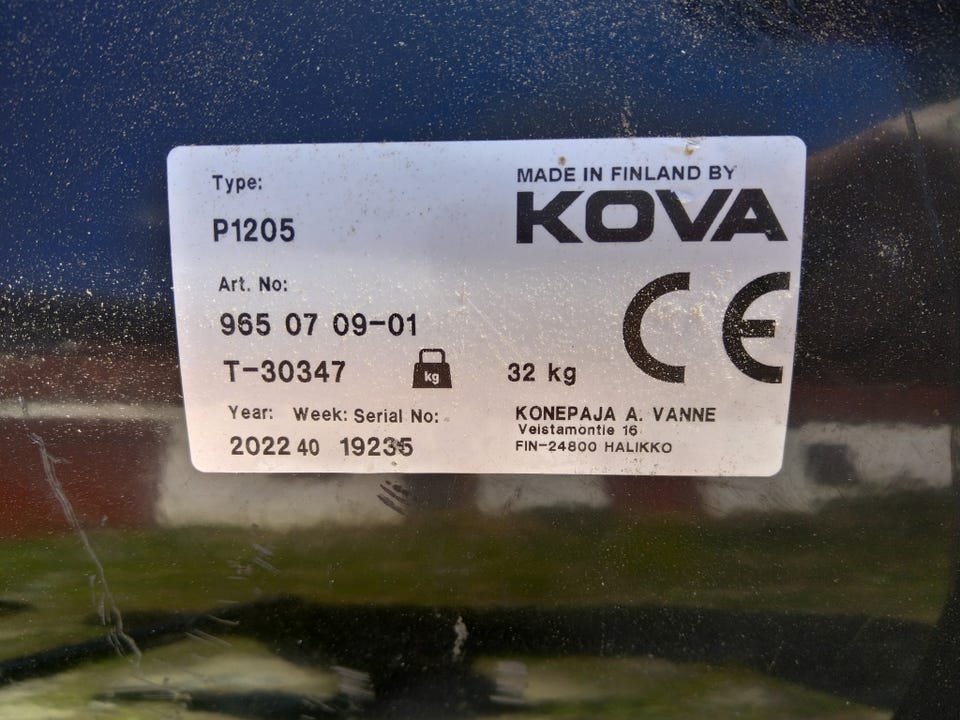 Type:
MADE IN FINLAND BY
P1205
KOVA
Art. No:
965 07 09-01
CE
T-30347
kg
32 kg
Year: Week: Serial No:
KONEPAJA A. VANNE
Veistamontie 16
2022 40 19235
FIN-24800 HALIKKO